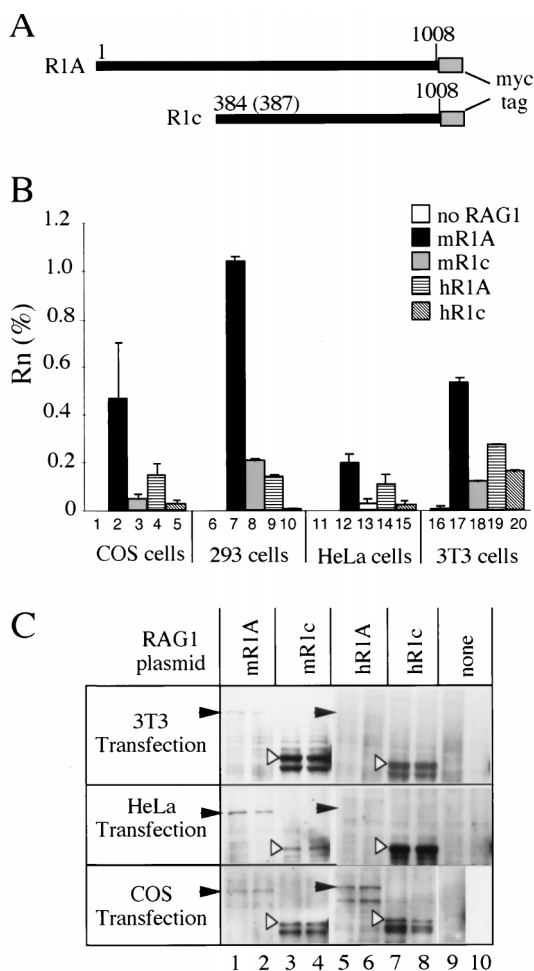 A
1
1008
R1A
myc
tag
384 (387)
1008
R1c
B
1.2
1.0
0.8
0.6
0.4
0.2
0
Rn (%)
no RAG1
mR1A
mR1c
hR1A
hR1c
1 2 3 4 5 6 7 8 9 10 11 12 13 14 15 16 17 18 19 20
COS cells 293 cells HeLa cells 3T3 cells
C
RAG1
plasmid
mR1A mR1c hR1A hR1c none
3T3
Transfection
HeLa
Transfection
COS
Transfection
1 2 3 4 5 6 7 8 9 10